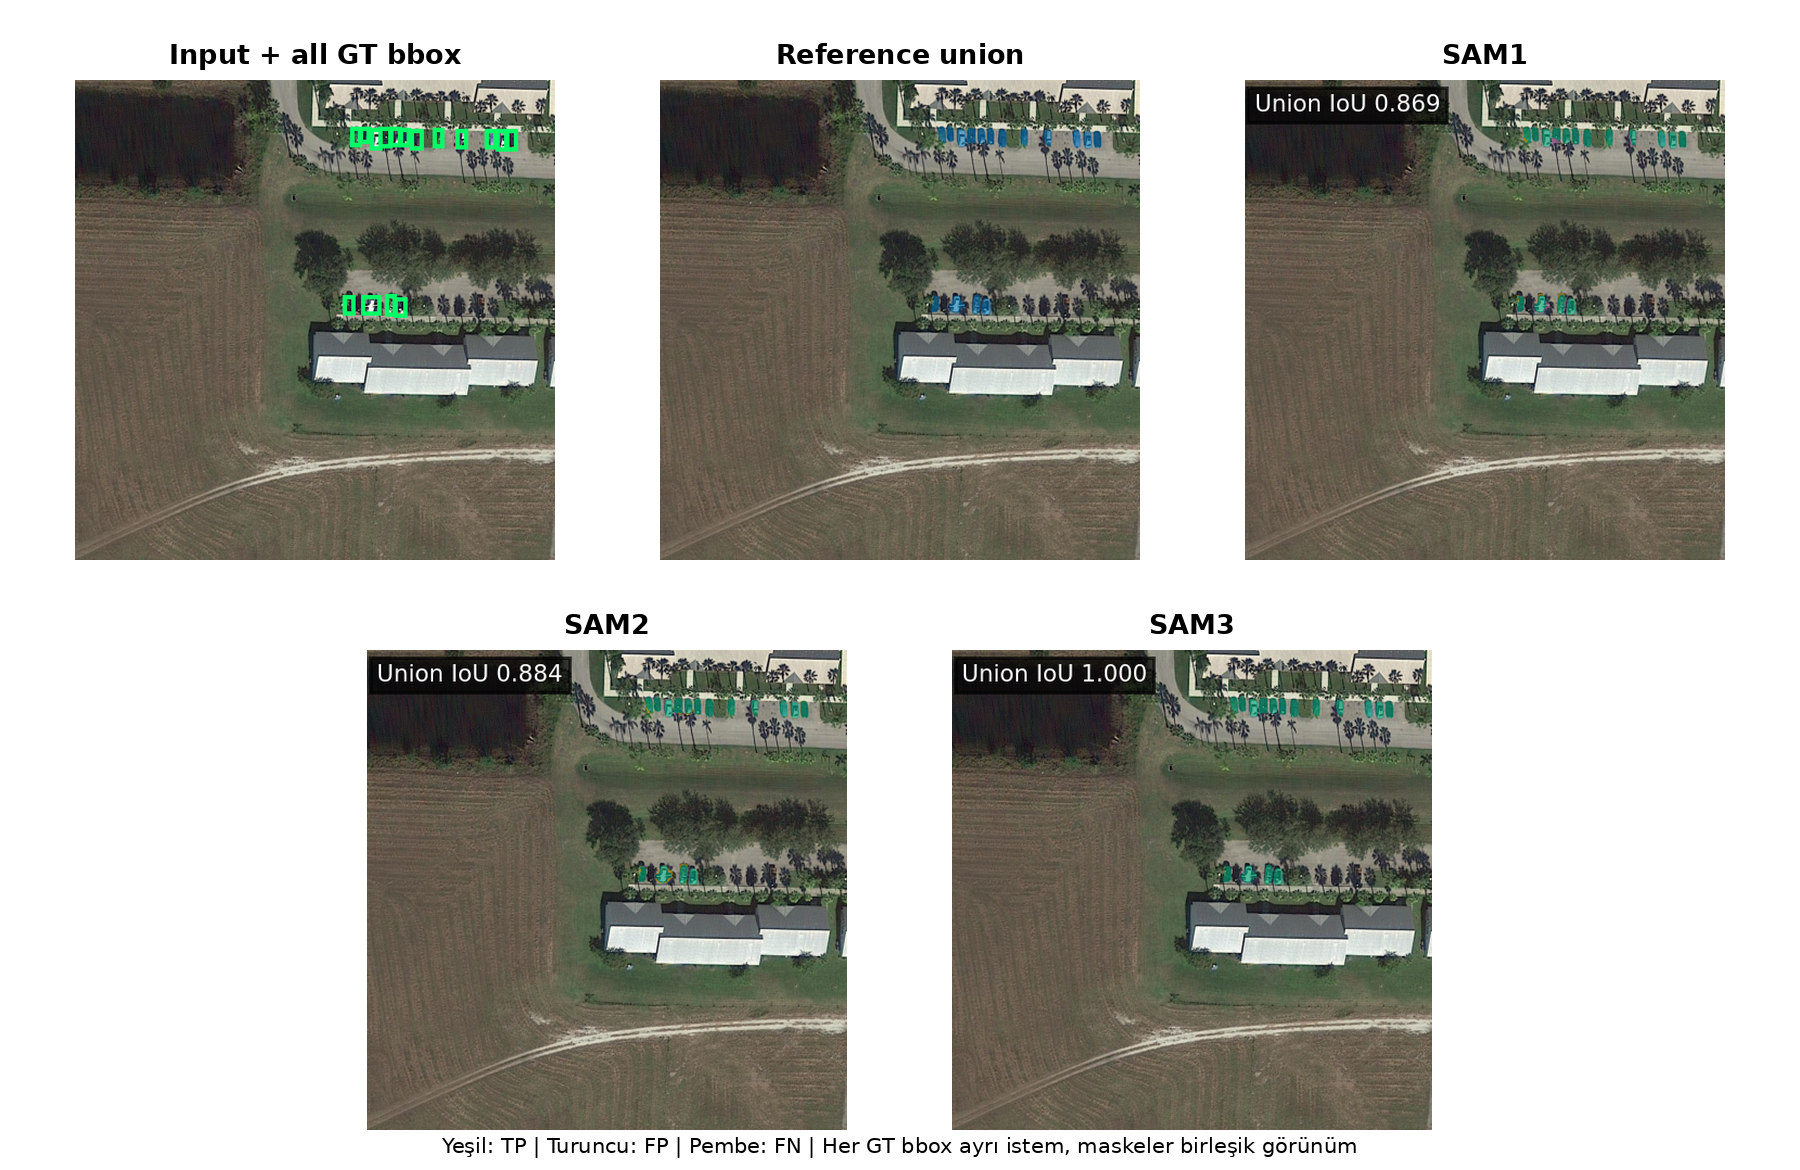 Input + all GT bbox
Reference union
SAM1
Union IoU 0.869
SAM2
SAM3
Union IoU 0.884
Union IoU 1.000
Yeşil: TP | Turuncu: FP | Pembe: FN | Her GT bbox ayrı istem, maskeler birleşik görünüm